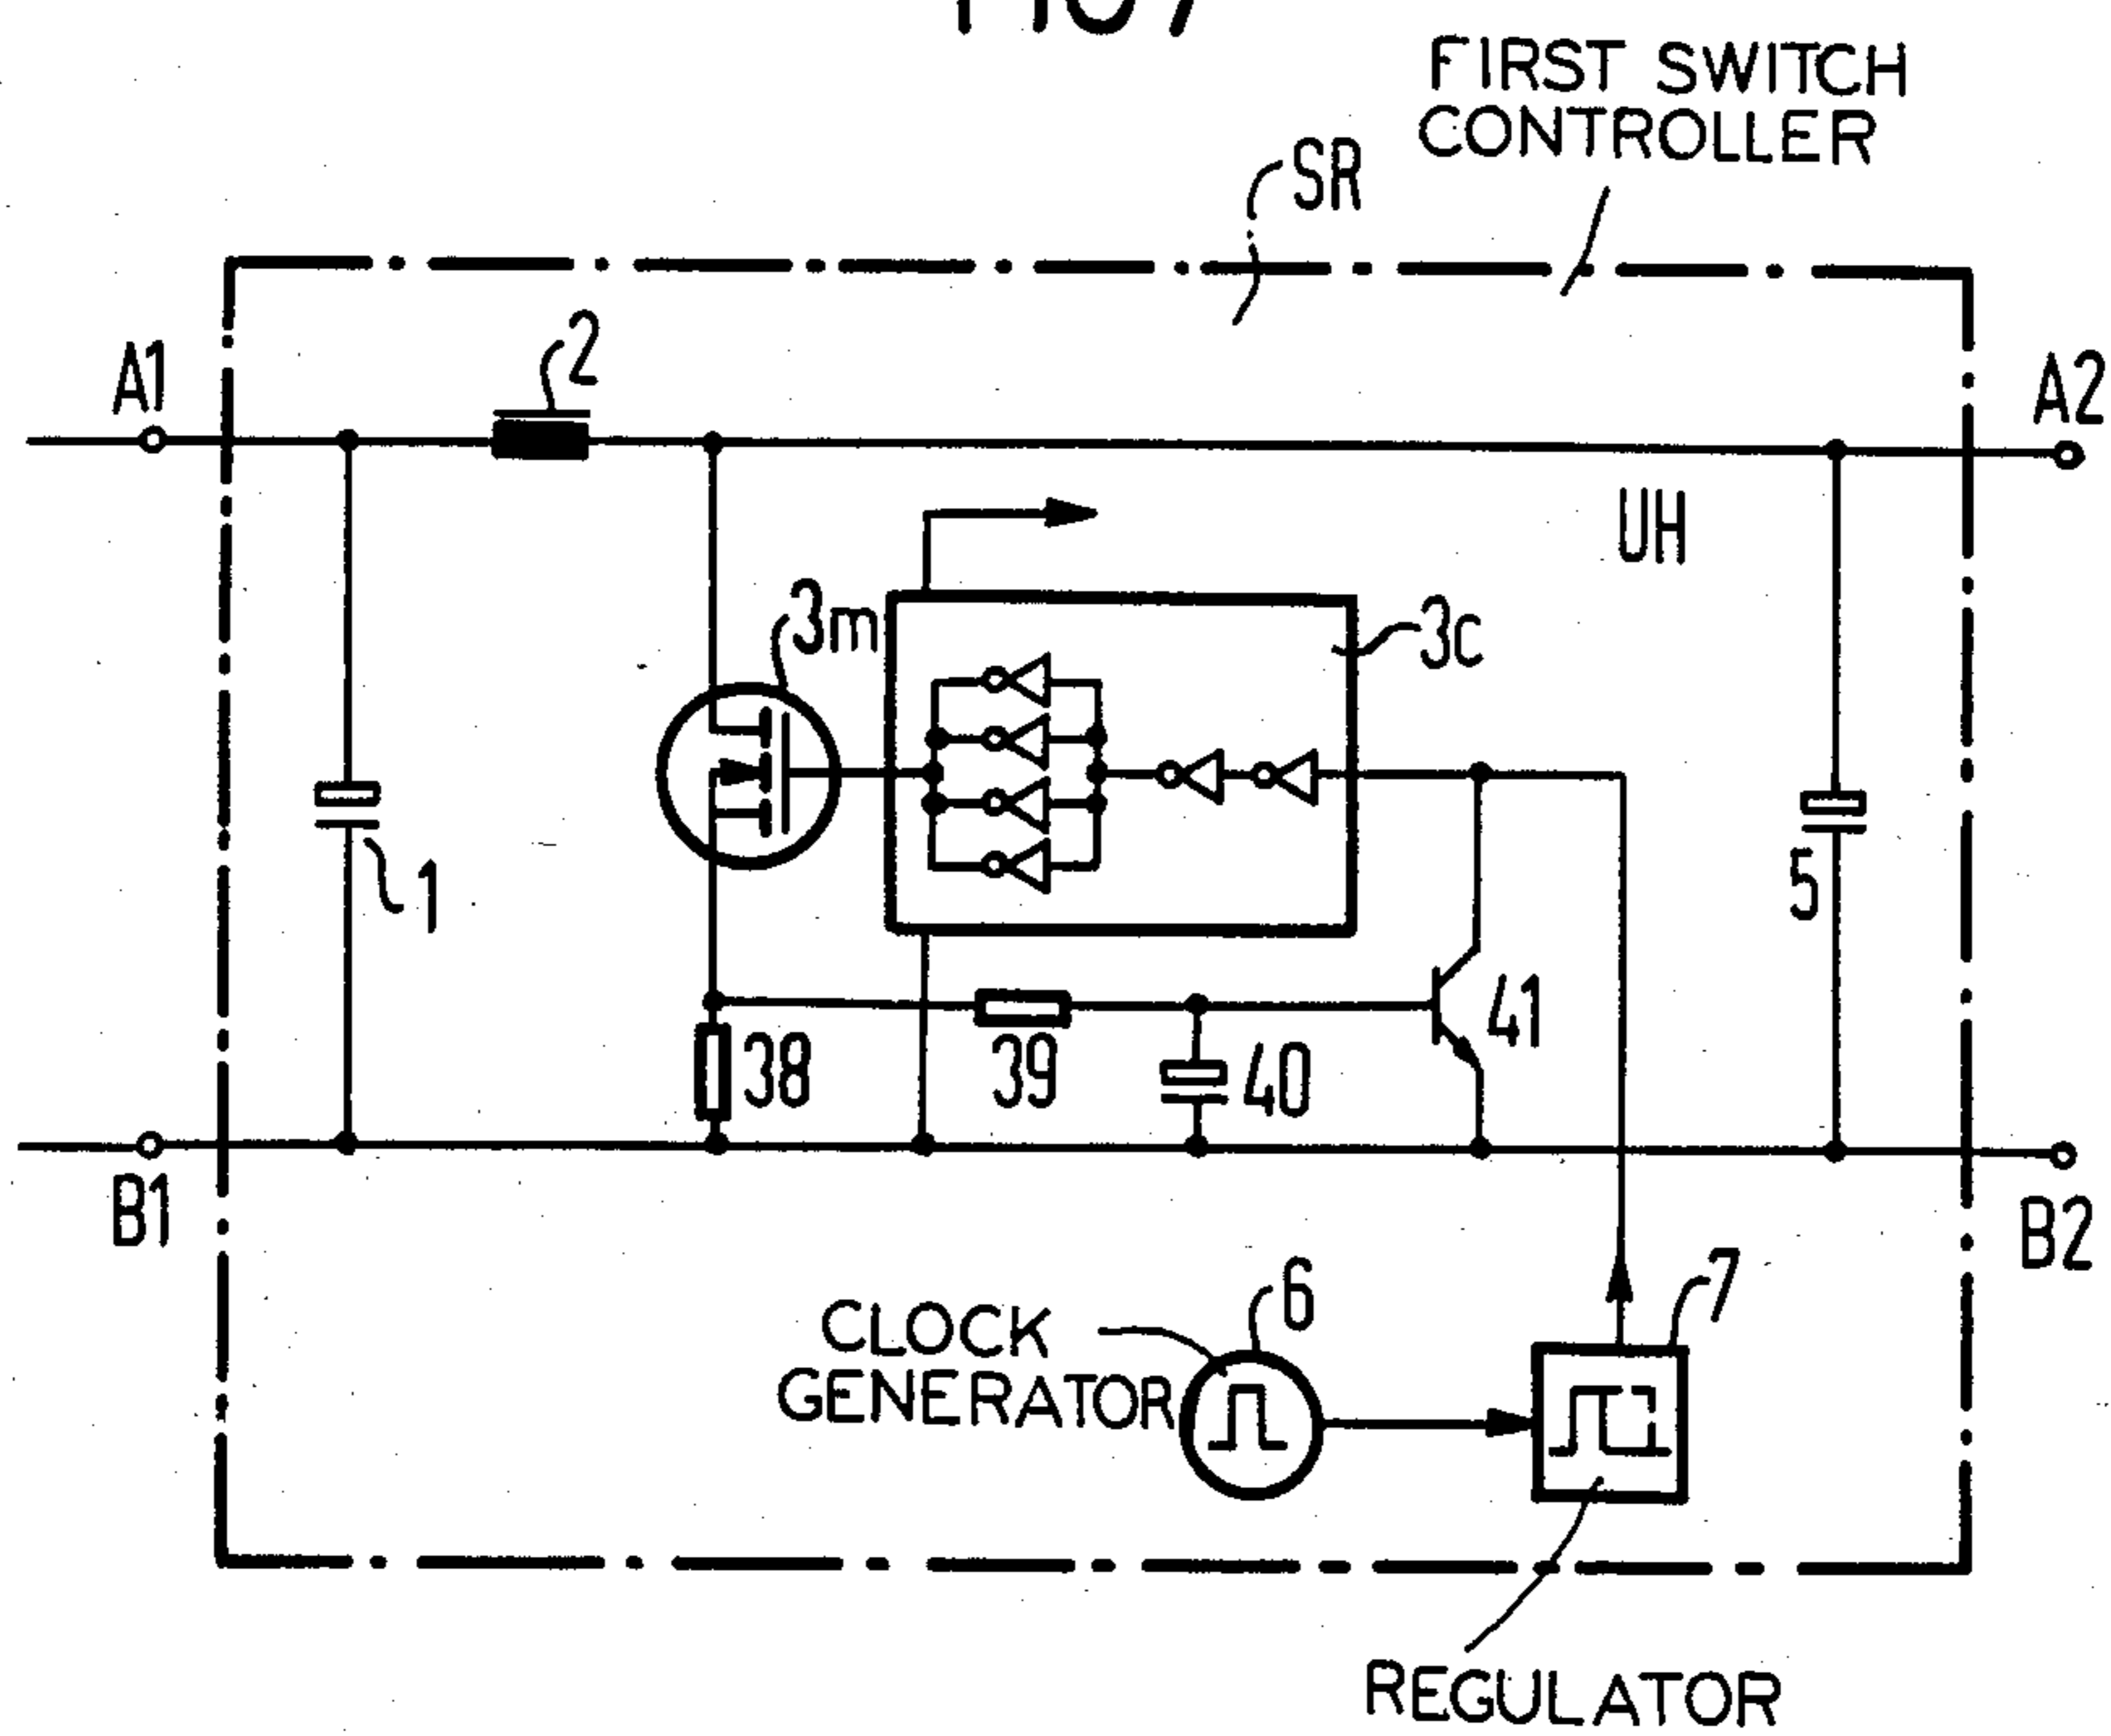 FIRST SWITCH
CONTROLLER
SR
A1
2
A2
UH
3m
3c
1
5
41
38
39
40
B1
B2
6
7
CLOCK
GENERATOR
REGULATOR